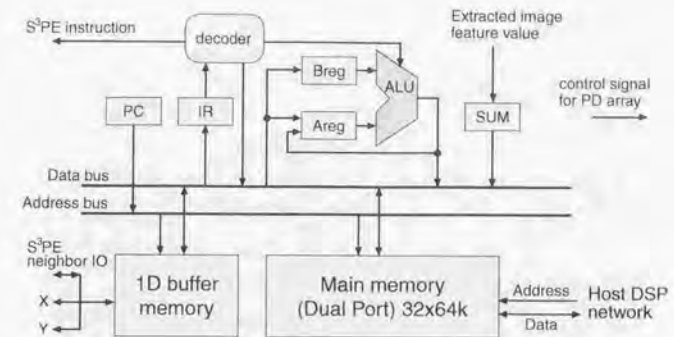 S³PE instruction
decoder
Extracted image
feature value
Breg
ALU
control signal
for PD array
PC
IR
Areg
SUM
Data bus
Address bus
S³PE
neighbor IO
X
Y
1D buffer
memory
Main memory
(Dual Port) 32x64k
Address
Data
Host DSP
network